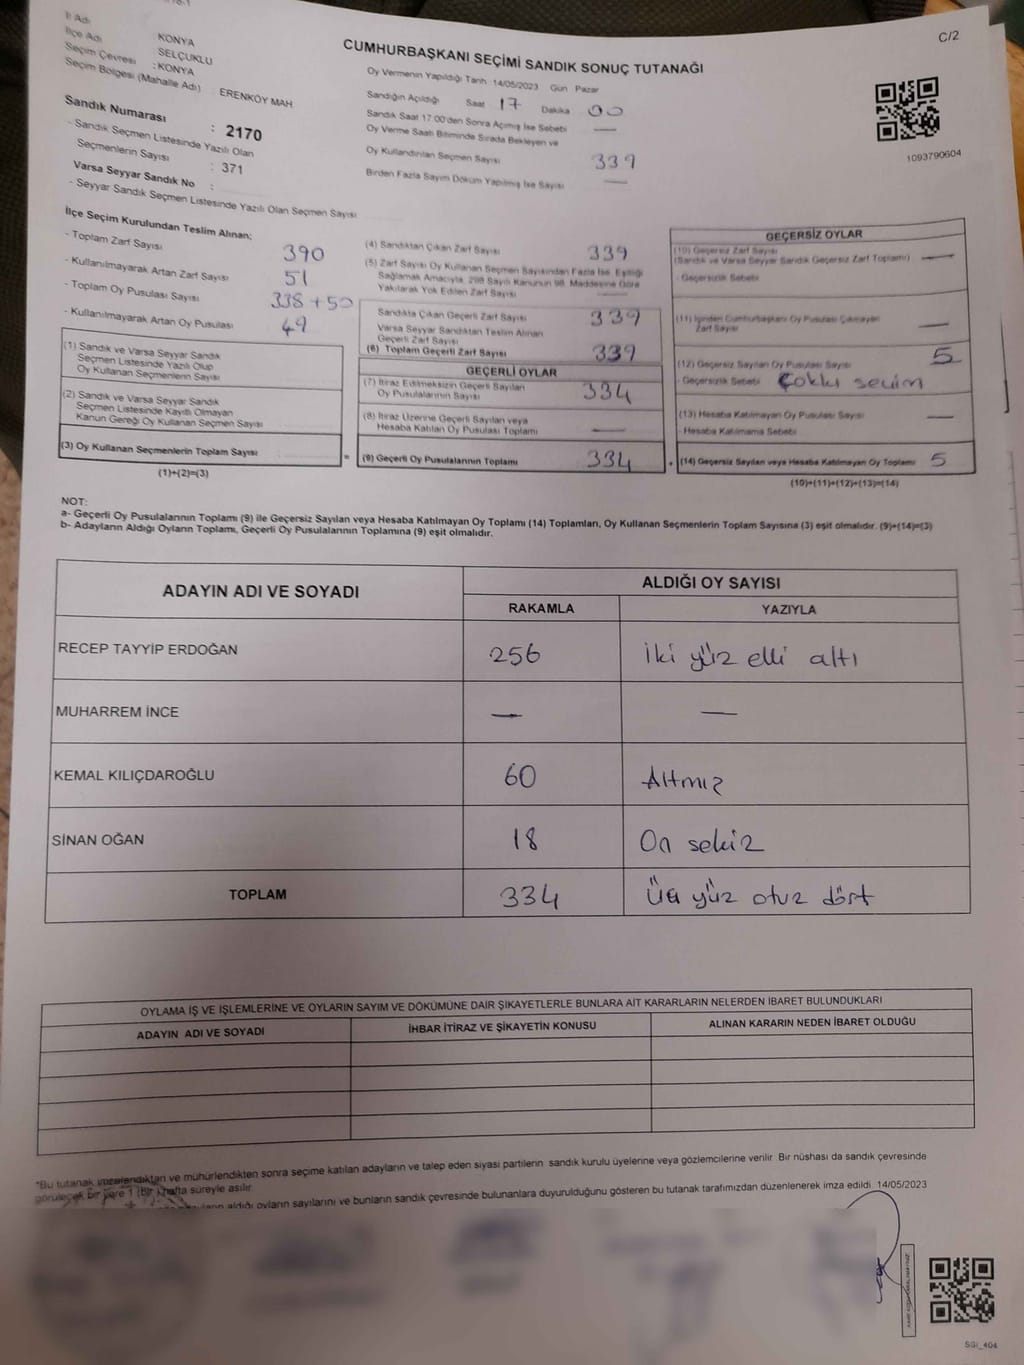 İl Adı
KONYA
İlçe Adı
SELÇUKLU
Seçim Çevresi
:KONYA
Seçim Bölgesi (Mahalle Adı) : ERENKÖY MAH
Sandık Numarası : 2170
- Sandık Seçmen Listesinde Yazılı Olan
Seçmenlerin Sayısı : 371
Varsa Seyyar Sandık No :
- Seyyar Sandık Seçmen Listesinde Yazılı Olan Seçmen Sayısı
C/2
CUMHURBAŞKANI SEÇİMİ SANDIK SONUÇ TUTANAĞI
Oy Vermenin Yapıldığı Tarih : 14/05/2023 Gün : Pazar
Sandığın Açıldığı Saat 17 Dakika 00
Sandık Saat 17:00'den Sonra Açılmış İse Sebebi —
Oy Verme Saati Bitiminde Sırada Bekleyen ve
Oy Kullandırılan Seçmen Sayısı 339
Birden Fazla Sayım Döküm Yapılmış İse Sayısı —
1093790604
İlçe Seçim Kurulundan Teslim Alınan;
- Toplam Zarf Sayısı 390
- Kullanılmayarak Artan Zarf Sayısı 51
- Toplam Oy Pusulası Sayısı 338+50
- Kullanılmayarak Artan Oy Pusulası 49
(1) Sandık ve Varsa Seyyar Sandık
Seçmen Listesinde Yazılı Olup
Oy Kullanan Seçmenlerin Sayısı
(2) Sandık ve Varsa Seyyar Sandık
Seçmen Listesinde Kayıtlı Olmayan
Kanun Gereği Oy Kullanan Seçmen Sayısı
(3) Oy Kullanan Seçmenlerin Toplam Sayısı =
(1)+(2)=(3)
(4) Sandıktan Çıkan Zarf Sayısı 339
(5) Zarf Sayısı Oy Kullanan Seçmen Sayısından Fazla İse, Eşitliği
Sağlamak Amacıyla, 298 Sayılı Kanunun 98. Maddesine Göre
Yakılarak Yok Edilen Zarf Sayısı —
Sandıkta Çıkan Geçerli Zarf Sayısı 339
Varsa Seyyar Sandıktan Teslim Alınan
Geçerli Zarf Sayısı
(6) Toplam Geçerli Zarf Sayısı 339
GEÇERLİ OYLAR
(7) İtiraz Edilmeksizin Geçerli Sayılan
Oy Pusulalarının Sayısı 334
(8) İtiraz Üzerine Geçerli Sayılan veya
Hesaba Katılan Oy Pusulası Toplamı —
(9) Geçerli Oy Pusulalarının Toplamı 334 +
GEÇERSİZ OYLAR
(10) Geçersiz Zarf Sayısı
(Sandık ve Varsa Seyyar Sandık Geçersiz Zarf Toplamı) —
- Geçersizlik Sebebi
(11) İçinden Cumhurbaşkanı Oy Pusulası Çıkmayan
Zarf Sayısı —
(12) Geçersiz Sayılan Oy Pusulası Sayısı 5
- Geçersizlik Sebebi Çoklu seçim
(13) Hesaba Katılmayan Oy Pusulası Sayısı —
- Hesaba Katılmama Sebebi
(14) Geçersiz Sayılan veya Hesaba Katılmayan Oy Toplamı 5
(10)+(11)+(12)+(13)=(14)
NOT:
a- Geçerli Oy Pusulalarının Toplamı (9) ile Geçersiz Sayılan veya Hesaba Katılmayan Oy Toplamı (14) Toplamları, Oy Kullanan Seçmenlerin Toplam Sayısına (3) eşit olmalıdır. (9)+(14)=(3)
b- Adayların Aldığı Oyların Toplamı, Geçerli Oy Pusulalarının Toplamına (9) eşit olmalıdır.
ADAYIN ADI VE SOYADI
ALDIĞI OY SAYISI
RAKAMLA YAZIYLA
RECEP TAYYİP ERDOĞAN 256 iki yüz elli altı
MUHARREM İNCE — —
KEMAL KILIÇDAROĞLU 60 Altmız
SİNAN OĞAN 18 On sekiz
TOPLAM 334 Üç yüz otuz dört
OYLAMA İŞ VE İŞLEMLERİNE VE OYLARIN SAYIM VE DÖKÜMÜNE DAİR ŞİKAYETLERLE BUNLARA AİT KARARLARIN NELERDEN İBARET BULUNDUKLARI
ADAYIN ADI VE SOYADI İHBAR İTİRAZ VE ŞİKAYETİN KONUSU ALINAN KARARIN NEDEN İBARET OLDUĞU
*Bu tutanak imzalandıktan ve mühürlendikten sonra seçime katılan adayların ve talep eden siyasi partilerin sandık kurulu üyelerine veya gözlemcilerine verilir. Bir nüshası da sandık çevresinde
görülecek bir yere 1 (bir) hafta süreyle asılır.
aldığı oyların sayılarını ve bunların sandık çevresinde bulunanlara duyurulduğunu gösteren bu tutanak tarafımızdan düzenlenerek imza edildi. 14/05/2023
SGİ_404